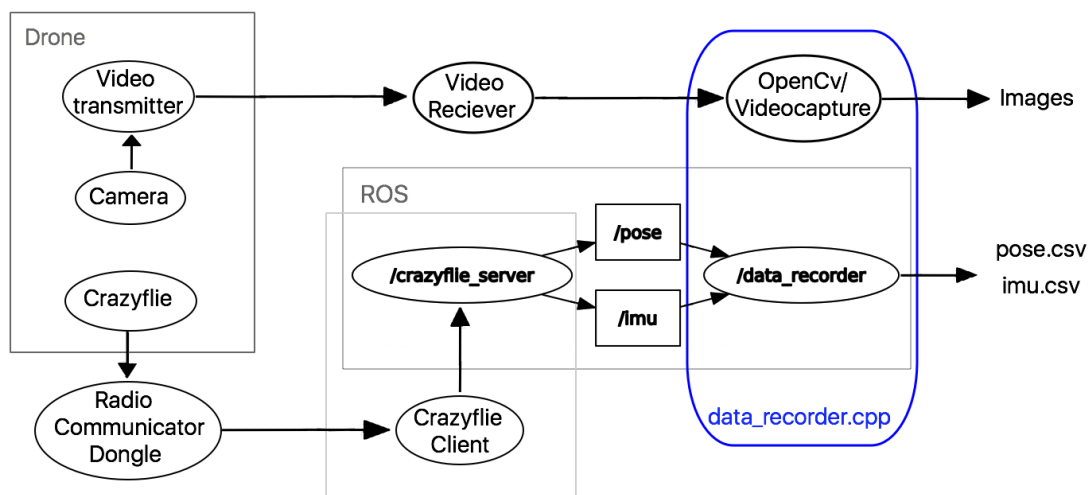 Drone
Video
transmitter
Camera
Crazyflie
Radio
Communicator
Dongle
Video
Reciever
OpenCv/
Videocapture
Images
ROS
/crazyflie_server
/pose
/imu
/data_recorder
pose.csv
imu.csv
Crazyflie
Client
data_recorder.cpp